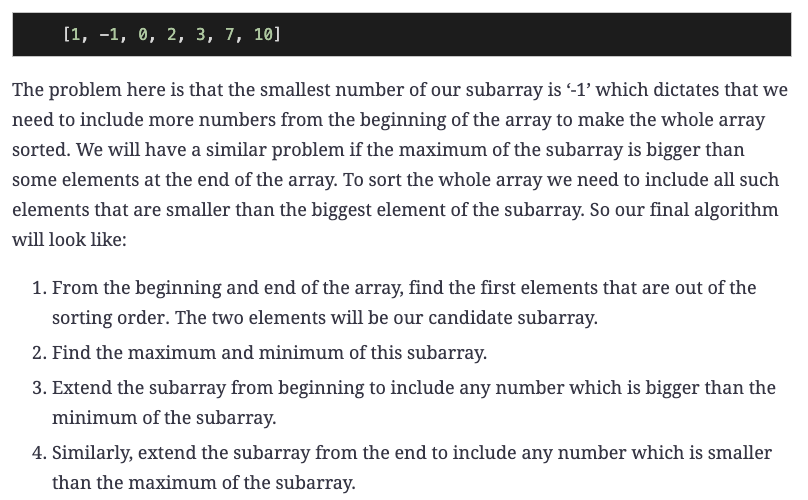 [1, -1, 0, 2, 3, 7, 10]
The problem here is that the smallest number of our subarray is ‘-1’ which dictates that we
need to include more numbers from the beginning of the array to make the whole array
sorted. We will have a similar problem if the maximum of the subarray is bigger than
some elements at the end of the array. To sort the whole array we need to include all such
elements that are smaller than the biggest element of the subarray. So our final algorithm
will look like:
1. From the beginning and end of the array, find the first elements that are out of the
sorting order. The two elements will be our candidate subarray.
2. Find the maximum and minimum of this subarray.
3. Extend the subarray from beginning to include any number which is bigger than the
minimum of the subarray.
4. Similarly, extend the subarray from the end to include any number which is smaller
than the maximum of the subarray.